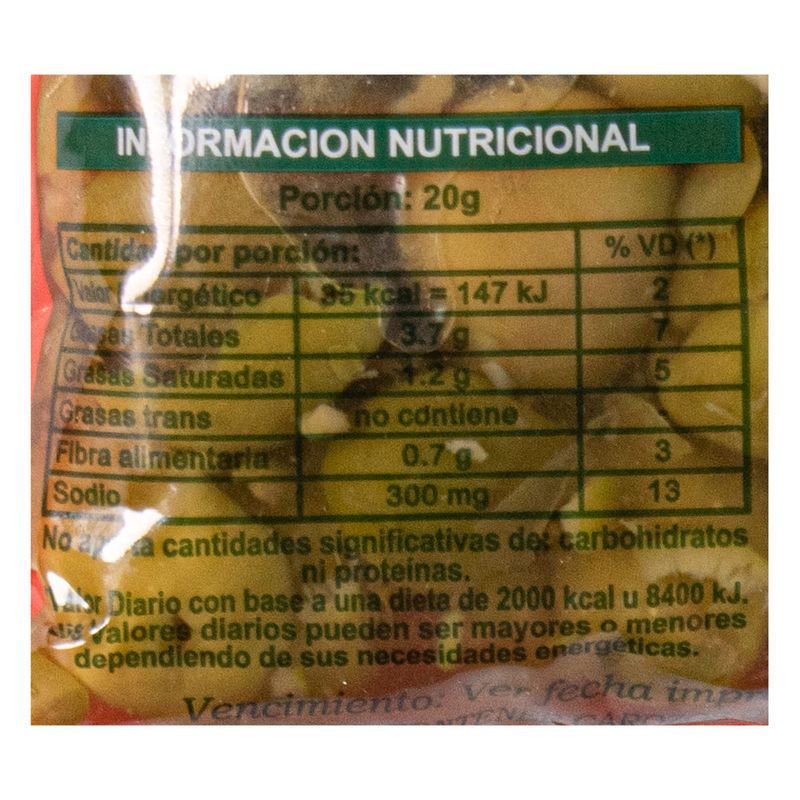 INFORMACION NUTRICIONAL
Porción: 20g
Cantidad por porción: % VD (*)
Valor Energético 35 kcal = 147 kJ 2
Grasas Totales 3.7 g 7
Grasas Saturadas 1.2 g 5
Grasas trans no contiene
Fibra alimentaria 0.7 g 3
Sodio 300 mg 13
No aporta cantidades significativas de: carbohidratos
ni proteínas.
Valor Diario con base a una dieta de 2000 kcal u 8400 kJ.
Sus valores diarios pueden ser mayores o menores
dependiendo de sus necesidades energéticas.
Vencimiento: Ver fecha impr